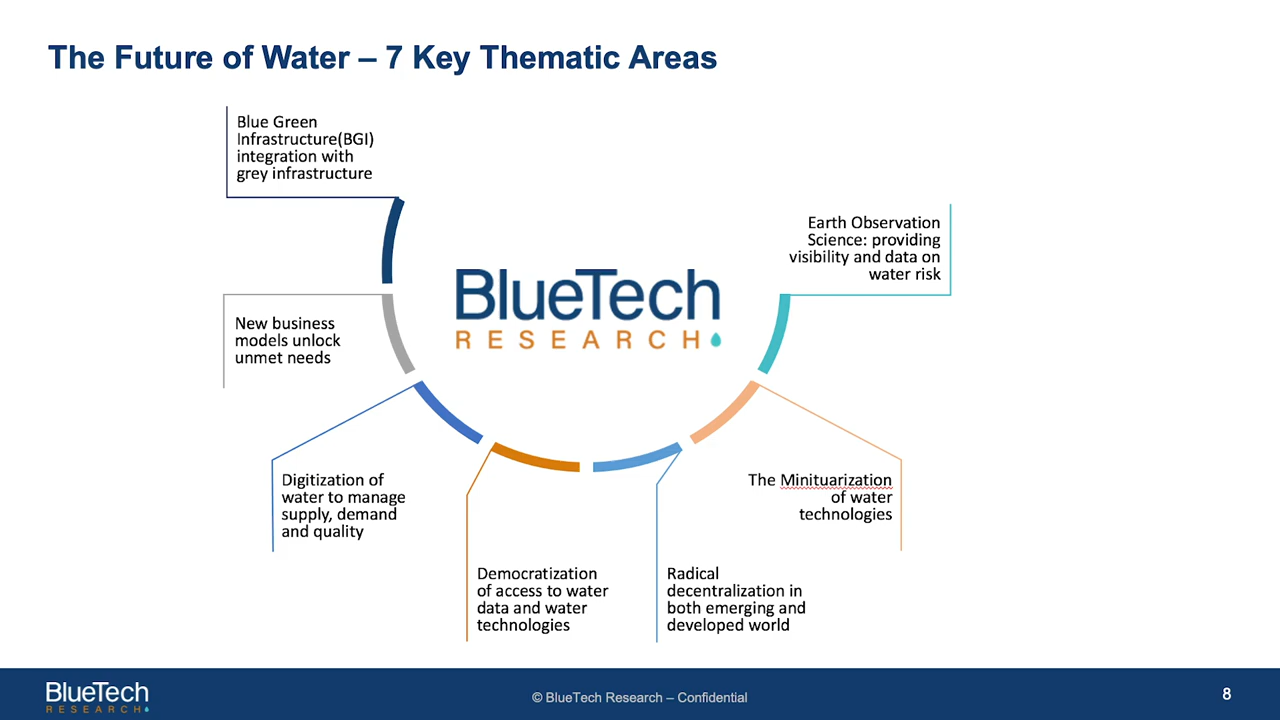 The Future of Water – 7 Key Thematic Areas
Blue Green
Infrastructure(BGI)
integration with
grey infrastructure
New business
models unlock
unmet needs
Digitization of
water to manage
supply, demand
and quality
Democratization
of access to water
data and water
technologies
Radical
decentralization in
both emerging and
developed world
The Minituarization
of water
technologies
Earth Observation
Science: providing
visibility and data on
water risk
BlueTech
RESEARCH
BlueTech
RESEARCH
© BlueTech Research – Confidential
8